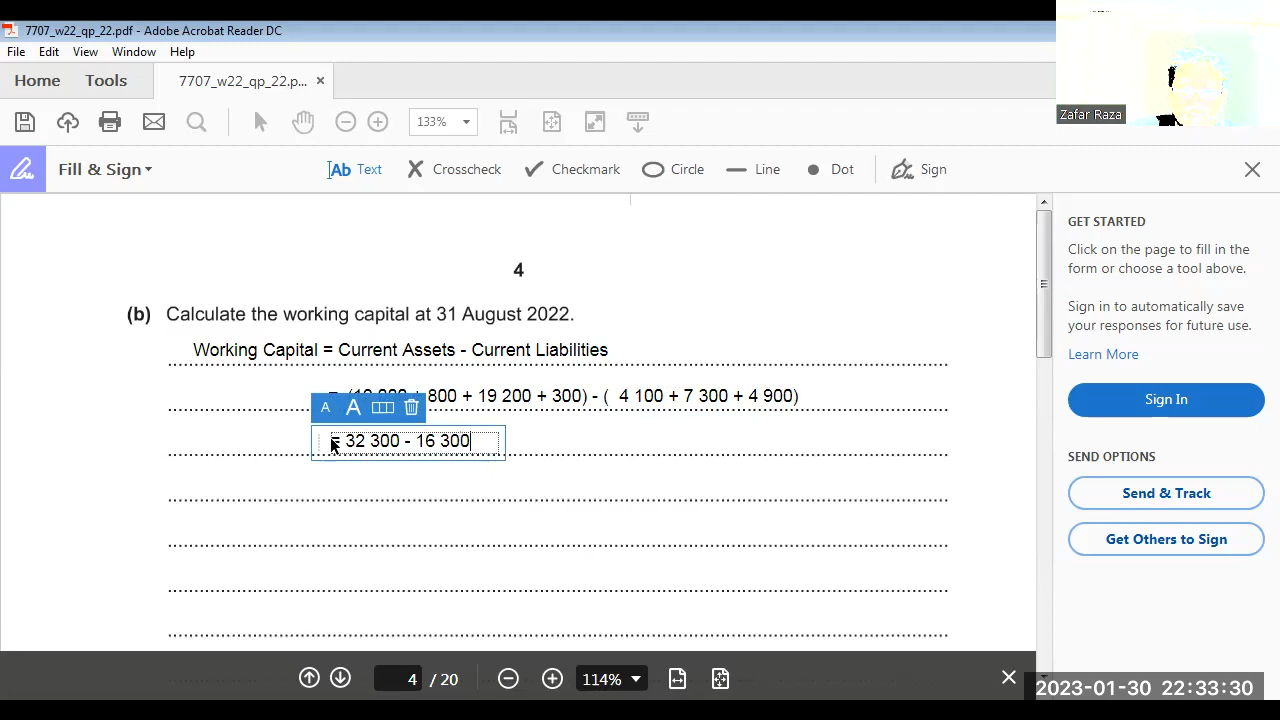 7707_w22_qp_22.pdf - Adobe Acrobat Reader DC
File Edit View Window Help
Home Tools 7707_w22_qp_22.p... ×
133%
Zafar Raza
Fill & Sign Ab Text Crosscheck Checkmark Circle Line Dot Sign
4
(b) Calculate the working capital at 31 August 2022.
Working Capital = Current Assets - Current Liabilities
800 + 19 200 + 300) - ( 4 100 + 7 300 + 4 900)
A A
= 32 300 - 16 300
GET STARTED
Click on the page to fill in the
form or choose a tool above.
Sign in to automatically save
your responses for future use.
Learn More
Sign In
SEND OPTIONS
Send & Track
Get Others to Sign
4 / 20 114%
2023-01-30 22:33:30